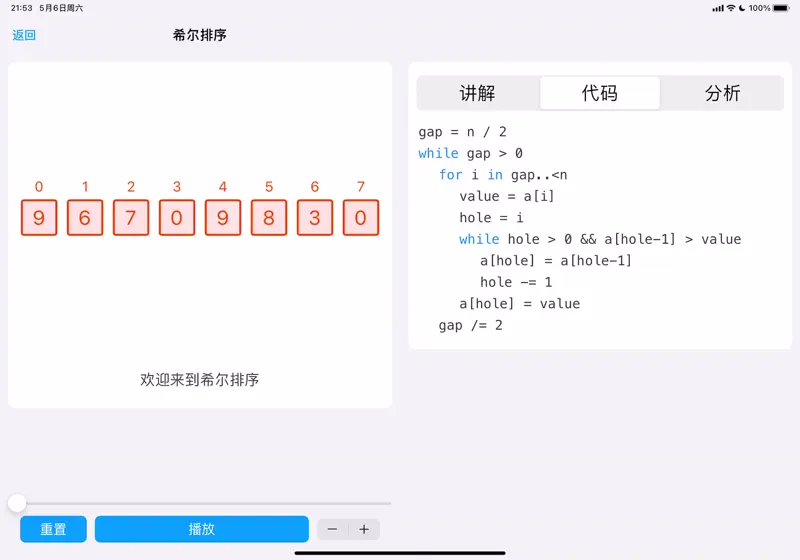 21:53 5月6日周六
100%
返回
希尔排序
0 1 2 3 4 5 6 7
9 6 7 0 9 8 3 0
欢迎来到希尔排序
重置
播放
− +
讲解 代码 分析
gap = n / 2
while gap > 0
for i in gap..<n
value = a[i]
hole = i
while hole > 0 && a[hole-1] > value
a[hole] = a[hole-1]
hole -= 1
a[hole] = value
gap /= 2